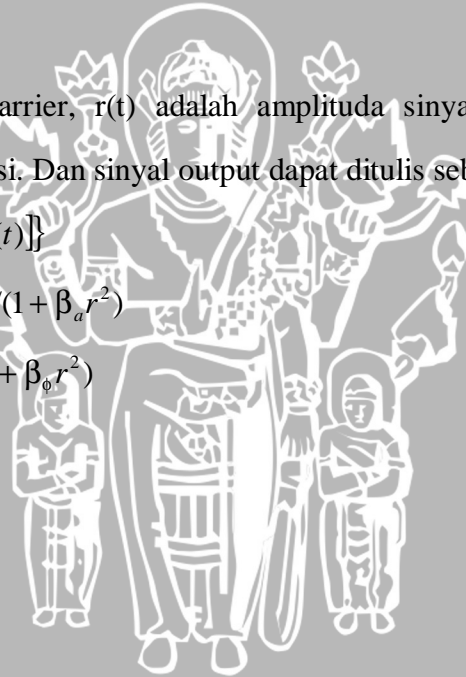 arrier, r(t) adalah amplituda sinya
si. Dan sinyal output dapat ditulis seb
t)]}
/(1 + β_a r²)
+ β_ϕ r²)